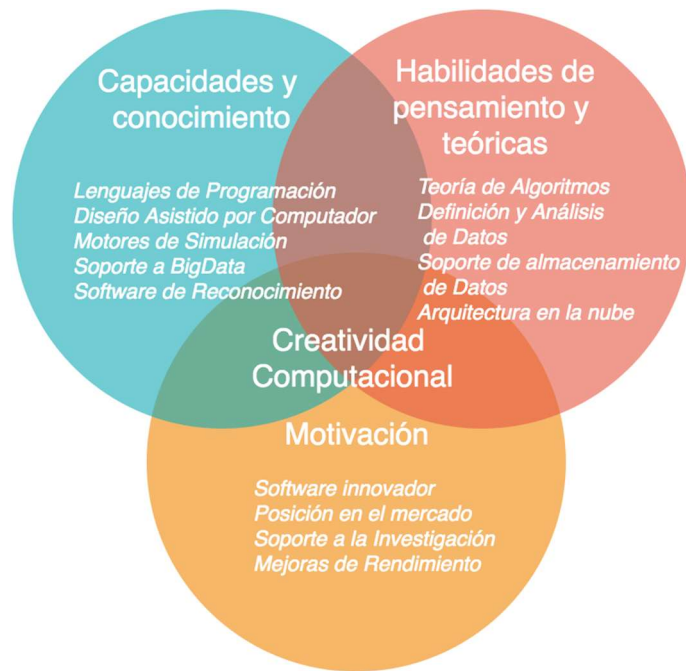 Capacidades y
conocimiento
Lenguajes de Programación
Diseño Asistido por Computador
Motores de Simulación
Soporte a BigData
Software de Reconocimiento
Habilidades de
pensamiento y
teóricas
Teoría de Algoritmos
Definición y Análisis
de Datos
Soporte de almacenamiento
de Datos
Arquitectura en la nube
Creatividad
Computacional
Motivación
Software innovador
Posición en el mercado
Soporte a la Investigación
Mejoras de Rendimiento